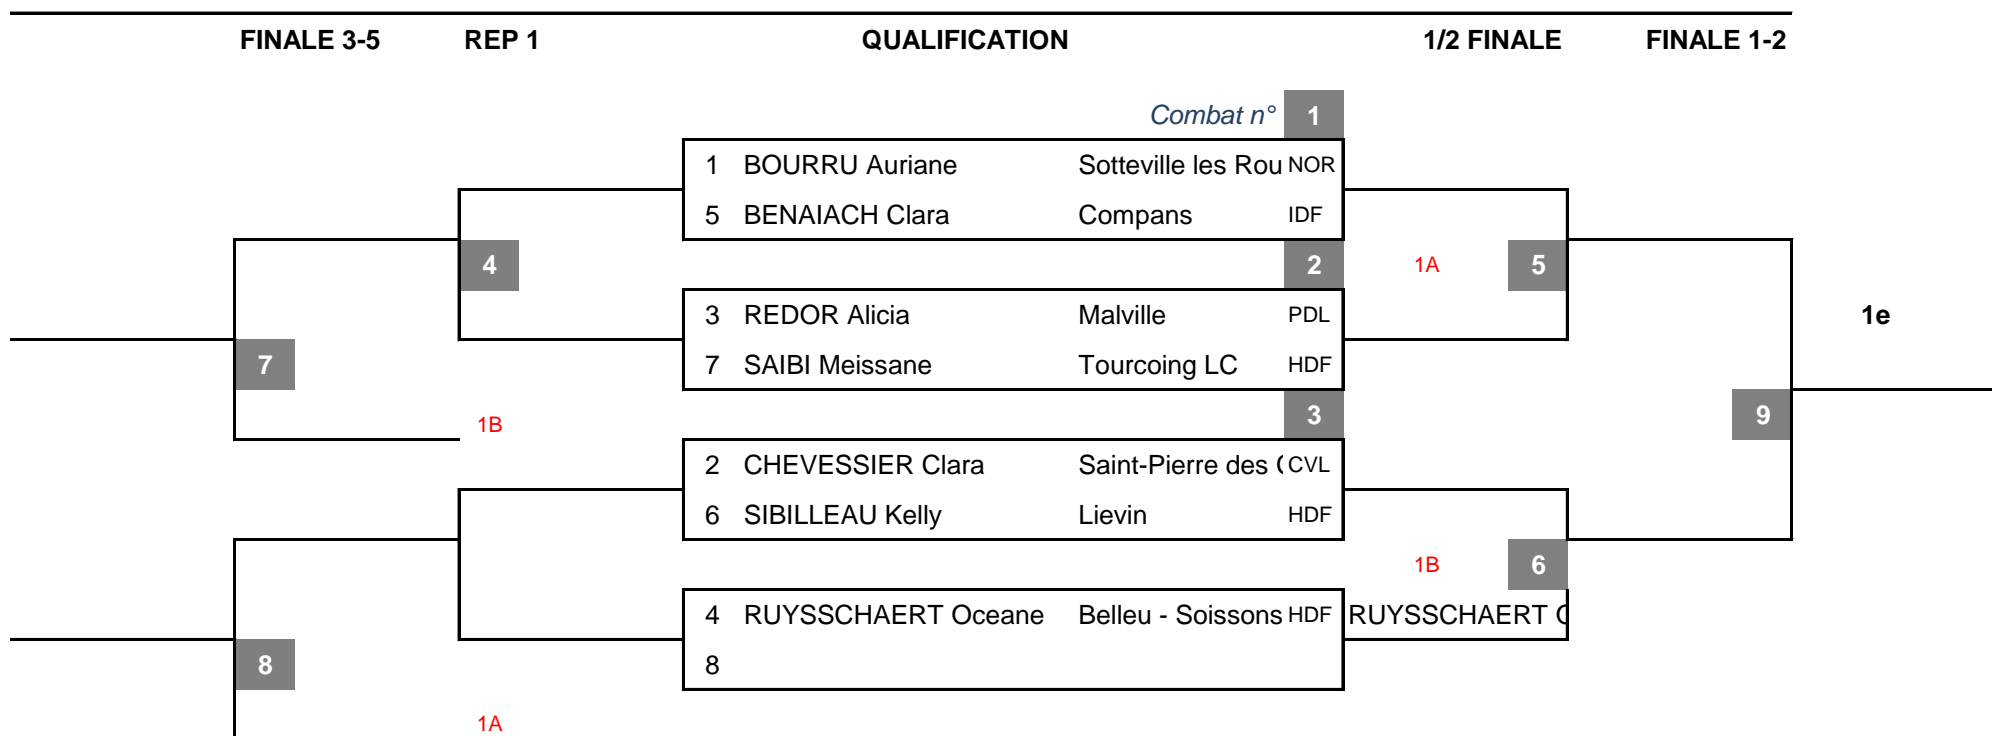 FINALE 3-5 REP 1 QUALIFICATION 1/2 FINALE FINALE 1-2
Combat n° 1
1 BOURRU Auriane Sotteville les Rou NOR
5 BENAIACH Clara Compans IDF
4 2 1A 5
3 REDOR Alicia Malville PDL 1e
7 7 SAIBI Meissane Tourcoing LC HDF
1B 3 9
2 CHEVESSIER Clara Saint-Pierre des ( CVL
6 SIBILLEAU Kelly Lievin HDF
1B 6
4 RUYSSCHAERT Oceane Belleu - Soissons HDF RUYSSCHAERT
8 8
1A